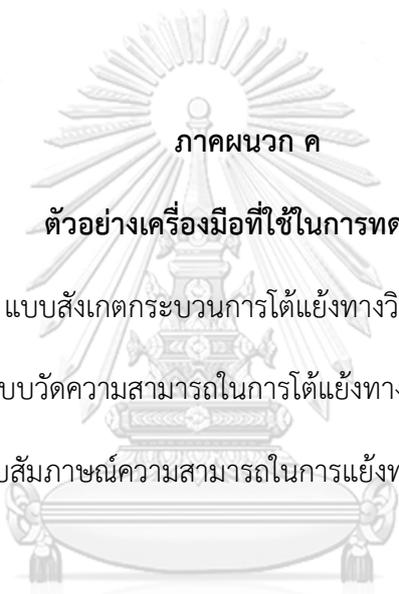 ภาคผนวก ค
ตัวอย่างเครื่องมือที่ใช้ในการทด
แบบสังเกตกระบวนการโต้แย้งทางวิ
บบวัดความสามารถในการโต้แย้งทาง
บสัมภาษณ์ความสามารถในการแย้งท